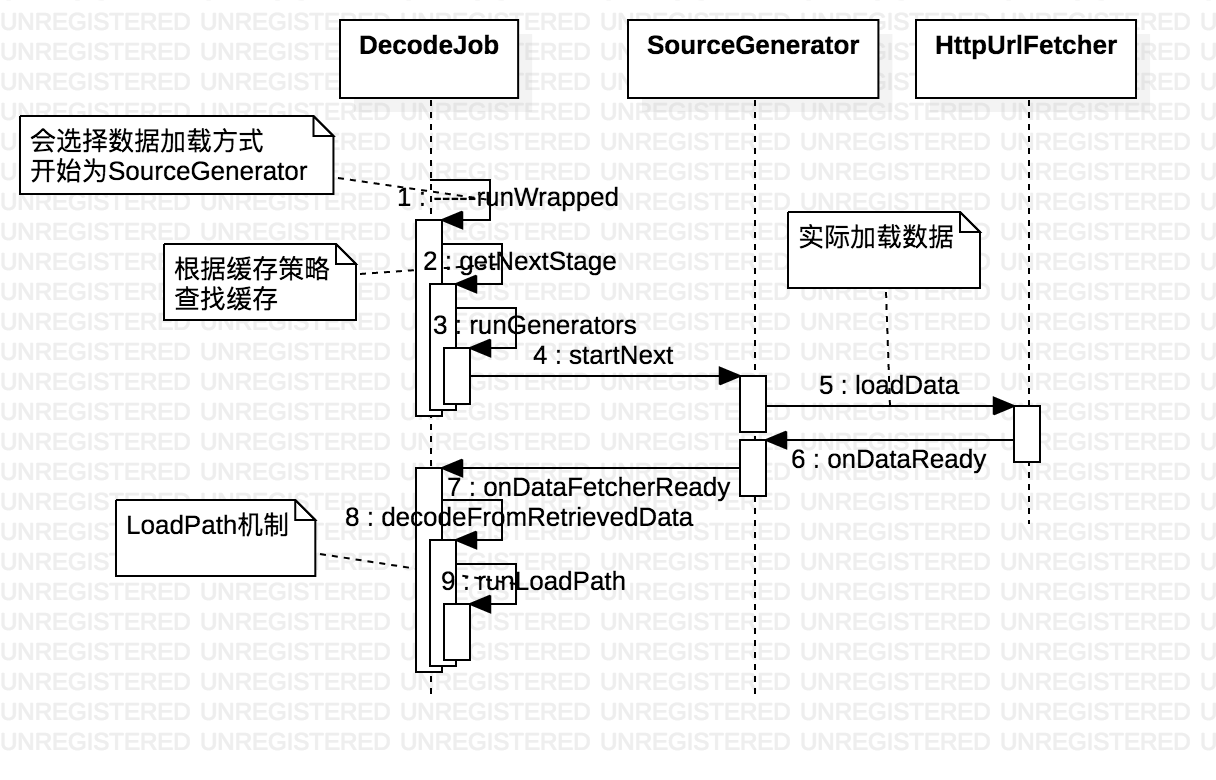 DecodeJob
SourceGenerator
HttpUrlFetcher
会选择数据加载方式
开始为SourceGenerator
1 : runWrapped
实际加载数据
根据缓存策略
查找缓存
2 : getNextStage
3 : runGenerators
4 : startNext
5 : loadData
6 : onDataReady
7 : onDataFetcherReady
LoadPath机制
8 : decodeFromRetrievedData
9 : runLoadPath
UNREGISTERED